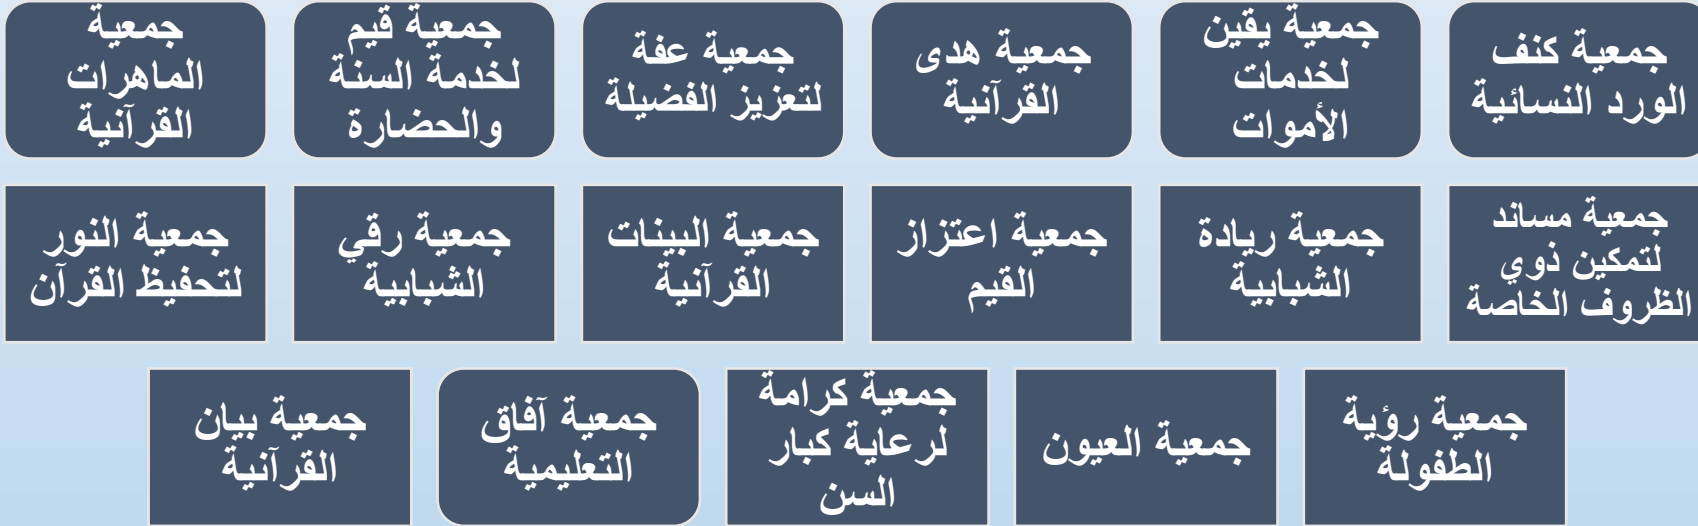 جمعية كنف
الورد النسائية
جمعية يقين
لخدمات
الأموات
جمعية هدى
القرآنية
جمعية عفة
لتعزيز الفضيلة
جمعية قيم
لخدمة السنة
والحضارة
جمعية
الماهرات
القرآنية
جمعية مساند
لتمكين ذوي
الظروف الخاصة
جمعية ريادة
الشبابية
جمعية اعتزاز
القيم
جمعية البينات
القرآنية
جمعية رقي
الشبابية
جمعية النور
لتحفيظ القرآن
جمعية رؤية
الطفولة
جمعية العيون
جمعية كرامة
لرعاية كبار
السن
جمعية آفاق
التعليمية
جمعية بيان
القرآنية